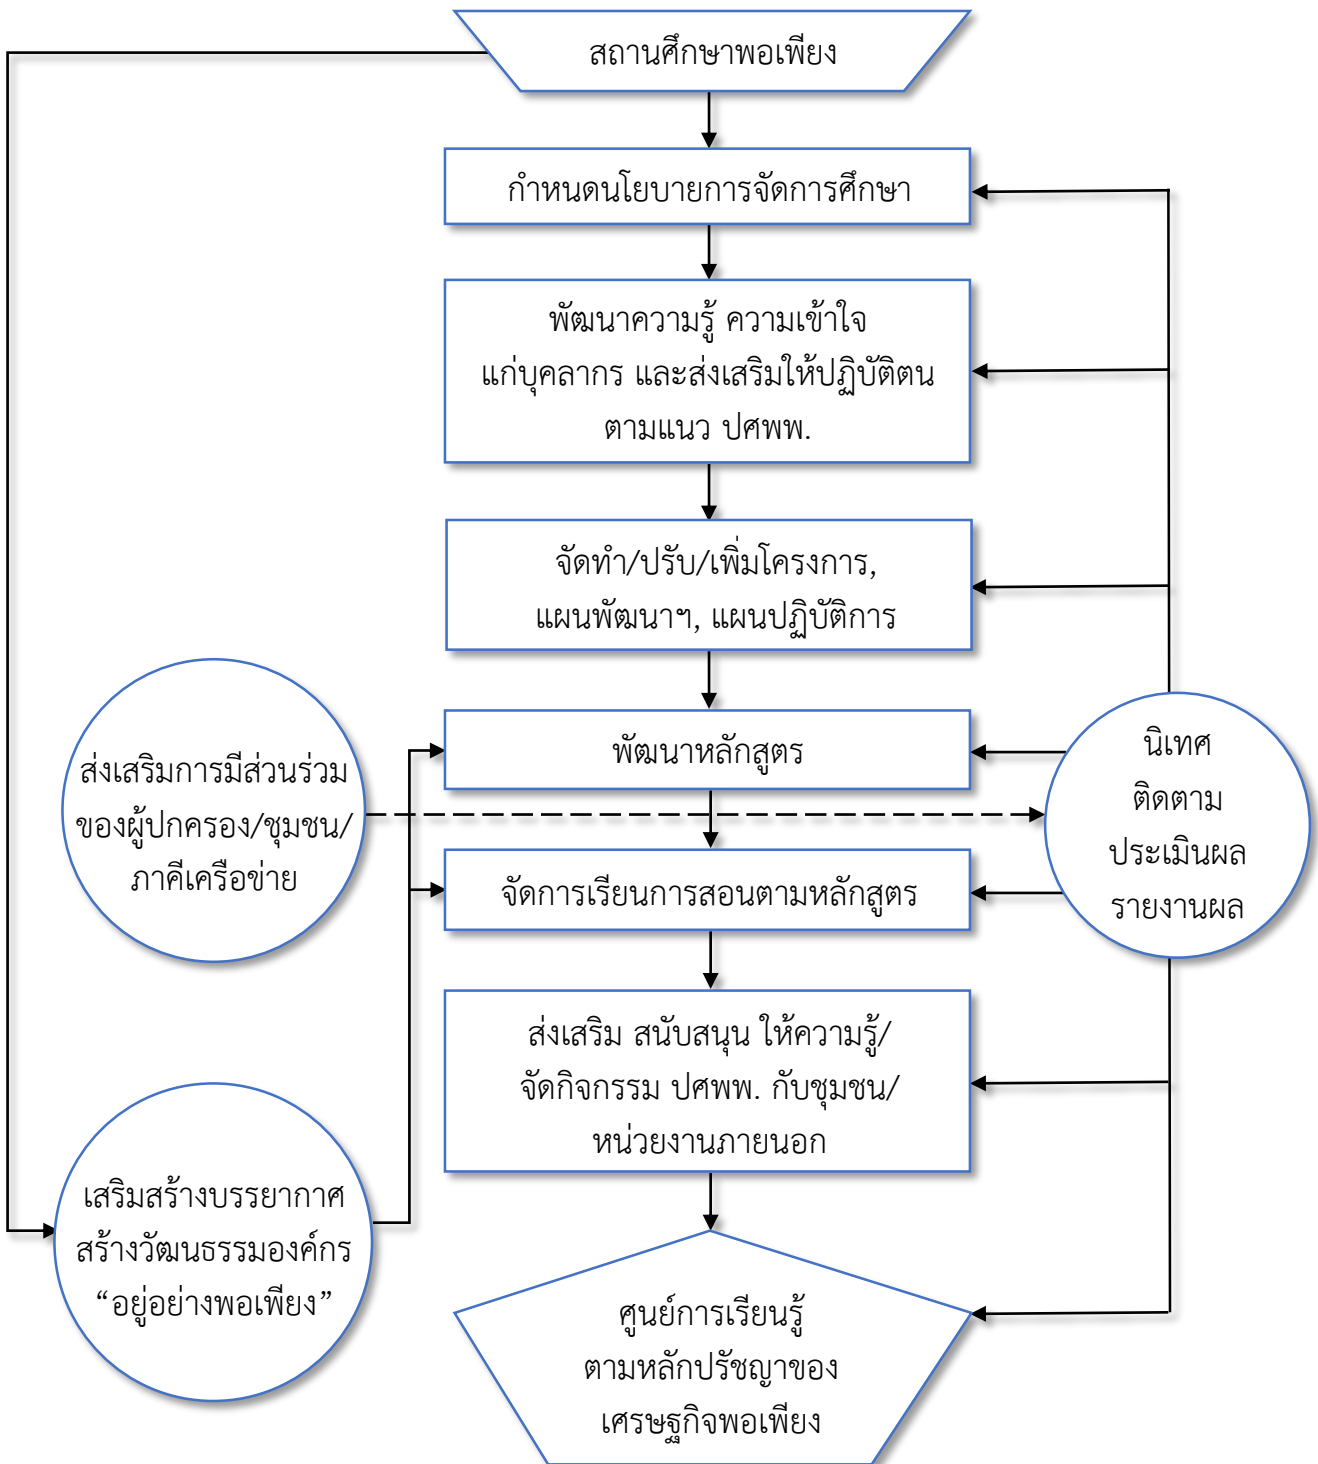 สถานศึกษาพอเพียง
กำหนดนโยบายการจัดการศึกษา
พัฒนาความรู้ ความเข้าใจ
แก่บุคลากร และส่งเสริมให้ปฏิบัติตน
ตามแนว ปศพพ.
จัดทำ/ปรับ/เพิ่มโครงการ,
แผนพัฒนาฯ, แผนปฏิบัติการ
ส่งเสริมการมีส่วนร่วม
ของผู้ปกครอง/ชุมชน/
ภาคีเครือข่าย
พัฒนาหลักสูตร
นิเทศ
ติดตาม
ประเมินผล
รายงานผล
จัดการเรียนการสอนตามหลักสูตร
ส่งเสริม สนับสนุน ให้ความรู้/
จัดกิจกรรม ปศพพ. กับชุมชน/
หน่วยงานภายนอก
เสริมสร้างบรรยากาศ
สร้างวัฒนธรรมองค์กร
“อยู่อย่างพอเพียง”
ศูนย์การเรียนรู้
ตามหลักปรัชญาของ
เศรษฐกิจพอเพียง